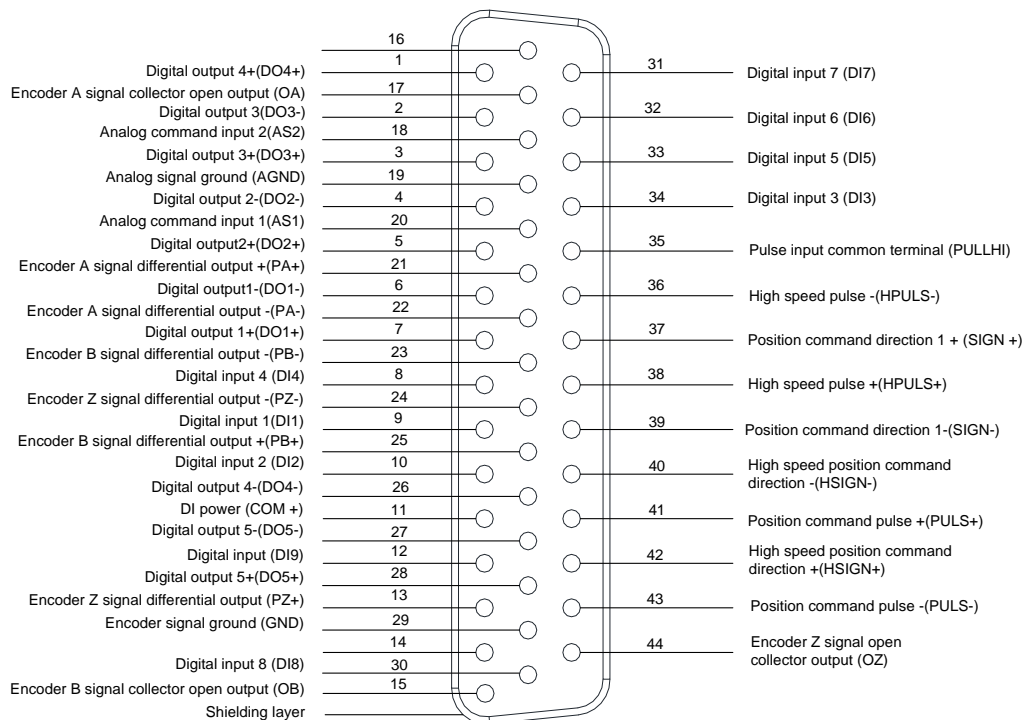 16
1
Digital output 4+(DO4+)
17
Encoder A signal collector open output (OA)
2
Digital output 3(DO3-)
18
Analog command input 2(AS2)
3
Digital output 3+(DO3+)
19
Analog signal ground (AGND)
4
Digital output 2-(DO2-)
20
Analog command input 1(AS1)
5
Digital output2+(DO2+)
21
Encoder A signal differential output +(PA+)
6
Digital output1-(DO1-)
22
Encoder A signal differential output -(PA-)
7
Digital output 1+(DO1+)
23
Encoder B signal differential output -(PB-)
8
Digital input 4 (DI4)
24
Encoder Z signal differential output -(PZ-)
9
Digital input 1(DI1)
25
Encoder B signal differential output +(PB+)
10
Digital input 2 (DI2)
26
Digital output 4-(DO4-)
11
DI power (COM +)
27
Digital output 5-(DO5-)
12
Digital input (DI9)
28
Digital output 5+(DO5+)
13
Encoder Z signal differential output (PZ+)
29
Encoder signal ground (GND)
14
30
Digital input 8 (DI8)
15
Encoder B signal collector open output (OB)
Shielding layer
31
Digital input 7 (DI7)
32
Digital input 6 (DI6)
33
Digital input 5 (DI5)
34
Digital input 3 (DI3)
35
Pulse input common terminal (PULLHI)
36
High speed pulse -(HPULS-)
37
Position command direction 1 + (SIGN +)
38
High speed pulse +(HPULS+)
39
Position command direction 1-(SIGN-)
40
High speed position command
direction -(HSIGN-)
41
Position command pulse +(PULS+)
42
High speed position command
direction +(HSIGN+)
43
Position command pulse -(PULS-)
44
Encoder Z signal open
collector output (OZ)